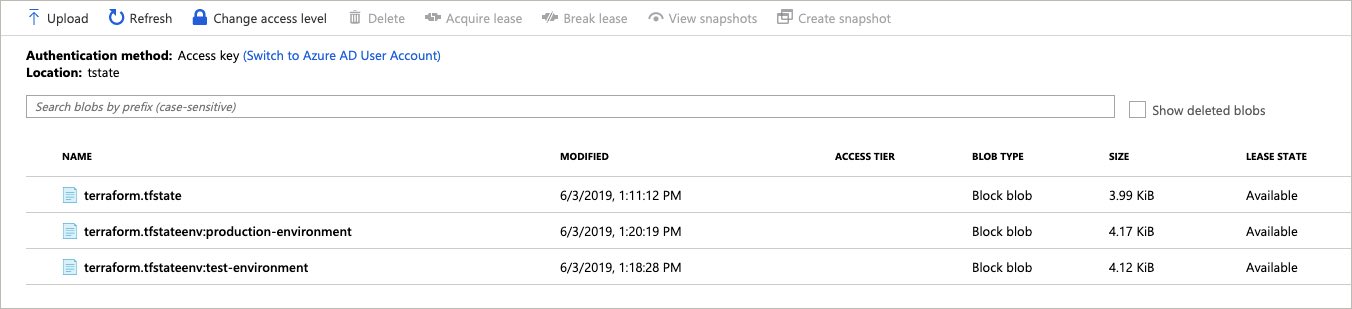 Upload Refresh Change access level Delete Acquire lease Break lease View snapshots Create snapshot
Authentication method: Access key (Switch to Azure AD User Account)
Location: tstate
Search blobs by prefix (case-sensitive) Show deleted blobs
NAME MODIFIED ACCESS TIER BLOB TYPE SIZE LEASE STATE
terraform.tfstate 6/3/2019, 1:11:12 PM Block blob 3.99 KiB Available
terraform.tfstateenv:production-environment 6/3/2019, 1:20:19 PM Block blob 4.17 KiB Available
terraform.tfstateenv:test-environment 6/3/2019, 1:18:28 PM Block blob 4.12 KiB Available